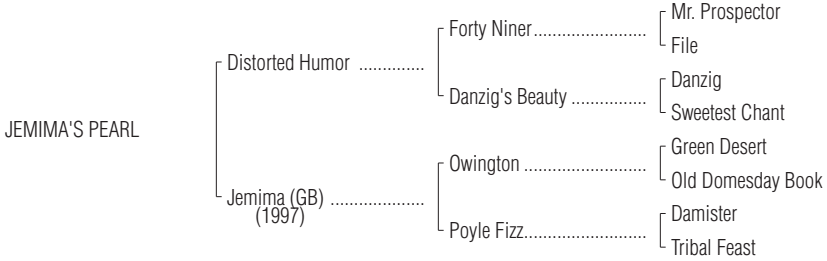 Mr. Prospector
Forty Niner..........................
File
Distorted Humor ...............
Danzig
Danzig's Beauty .................
Sweetest Chant
JEMIMA'S PEARL
Green Desert
Owington ............................
Old Domesday Book
Jemima (GB) .....................
(1997)
Damister
Poyle Fizz............................
Tribal Feast